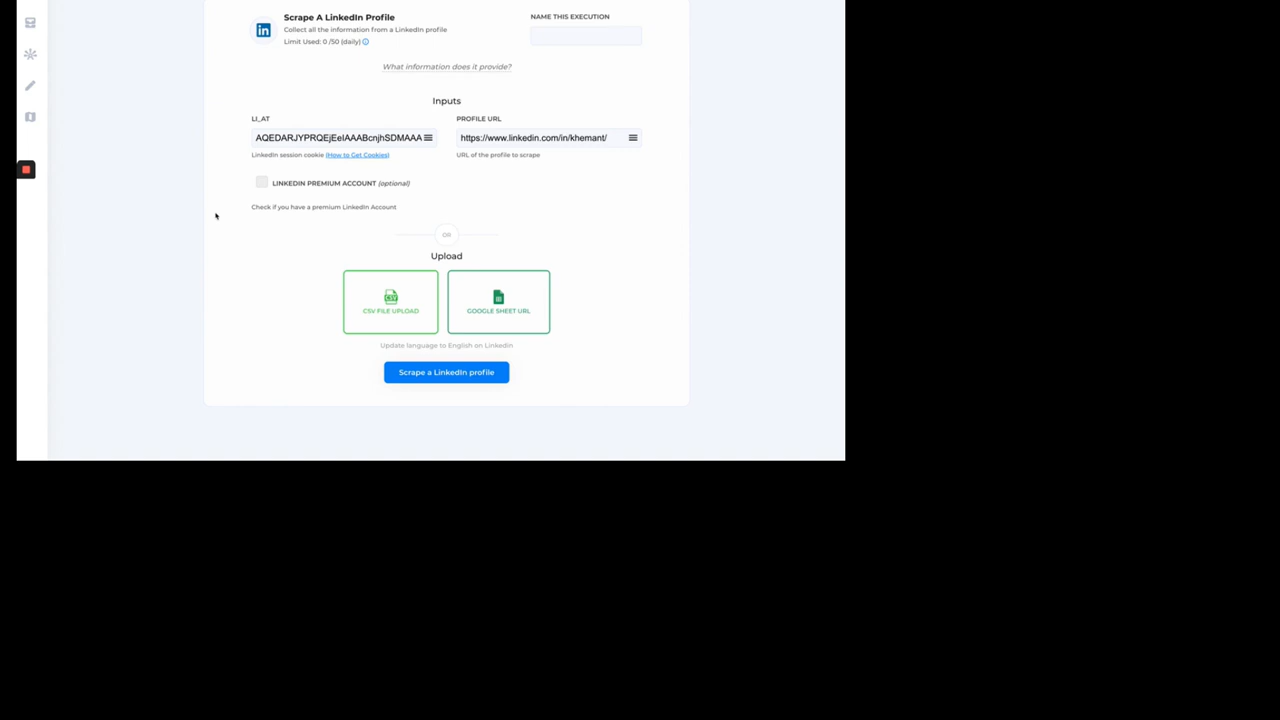 Scrape A LinkedIn Profile
Collect all the information from a LinkedIn profile
Limit Used: 0 /50 (daily)
NAME THIS EXECUTION
What information does it provide?
Inputs
LI_AT
PROFILE URL
AQEDARJYPRQEjEeIAAABcnjhSDMAAA
https://www.linkedin.com/in/khemant/
LinkedIn session cookie (How to Get Cookies)
URL of the profile to scrape
LINKEDIN PREMIUM ACCOUNT (optional)
Check if you have a premium LinkedIn Account
OR
Upload
CSV
CSV FILE UPLOAD
GOOGLE SHEET URL
Update language to English on Linkedin
Scrape a LinkedIn profile